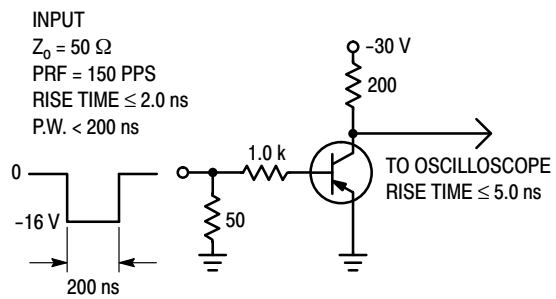 INPUT
Zo = 50 Ω
PRF = 150 PPS
RISE TIME ≤ 2.0 ns
P.W. < 200 ns
–30 V
200
1.0 k
TO OSCILLOSCOPE
RISE TIME ≤ 5.0 ns
50
0
–16 V
200 ns